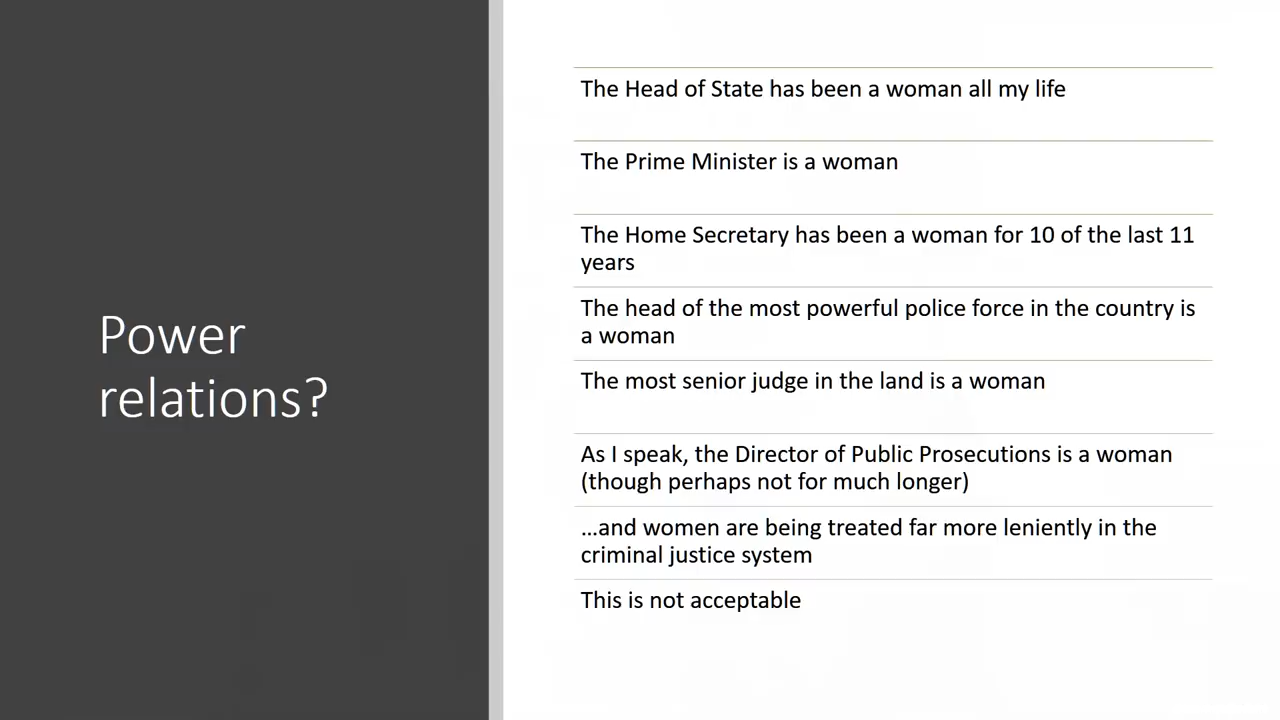 Power
relations?
The Head of State has been a woman all my life
The Prime Minister is a woman
The Home Secretary has been a woman for 10 of the last 11
years
The head of the most powerful police force in the country is
a woman
The most senior judge in the land is a woman
As I speak, the Director of Public Prosecutions is a woman
(though perhaps not for much longer)
…and women are being treated far more leniently in the
criminal justice system
This is not acceptable